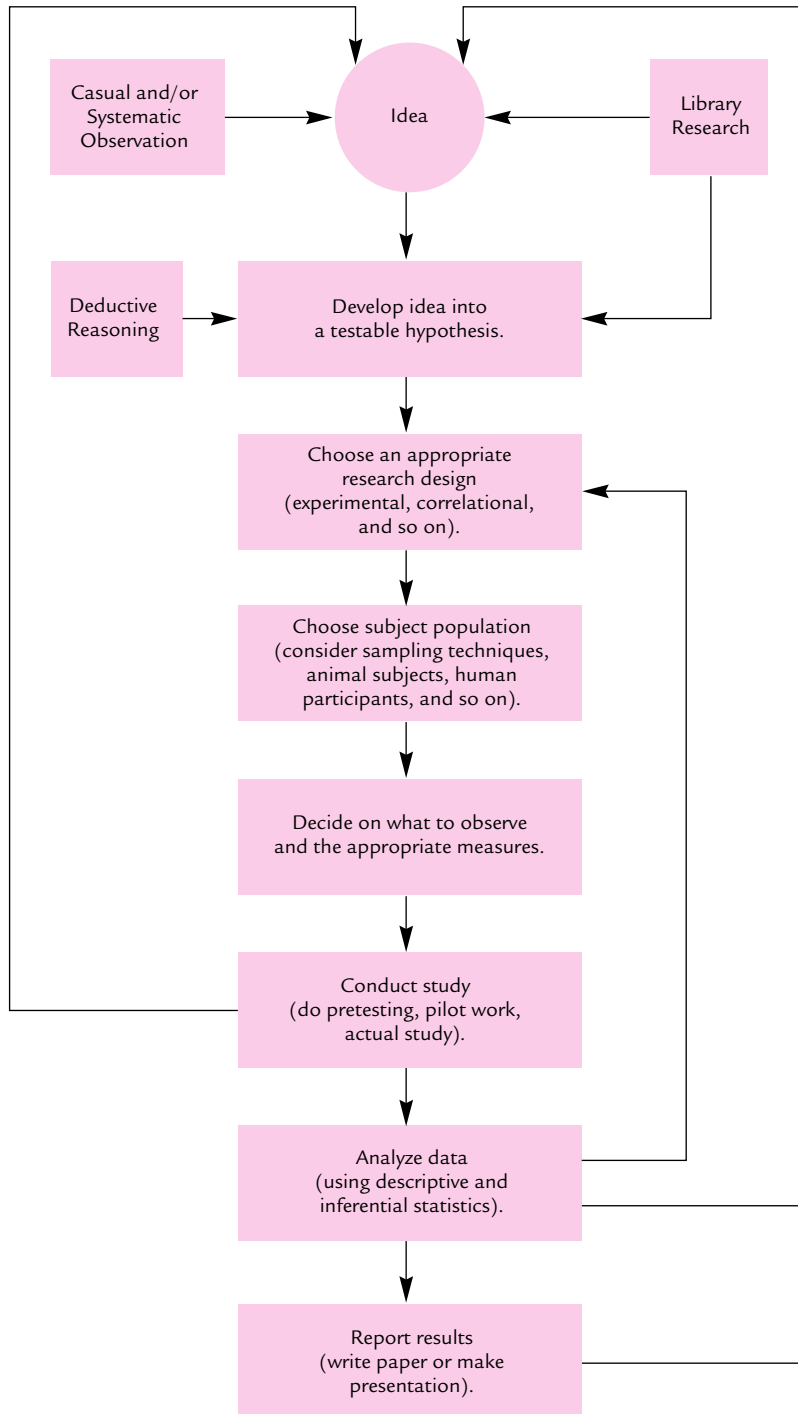 Casual and/or
Systematic
Observation
Idea
Library
Research
Deductive
Reasoning
Develop idea into
a testable hypothesis.
Choose an appropriate
research design
(experimental, correlational,
and so on).
Choose subject population
(consider sampling techniques,
animal subjects, human
participants, and so on).
Decide on what to observe
and the appropriate measures.
Conduct study
(do pretesting, pilot work,
actual study).
Analyze data
(using descriptive and
inferential statistics).
Report results
(write paper or make
presentation).